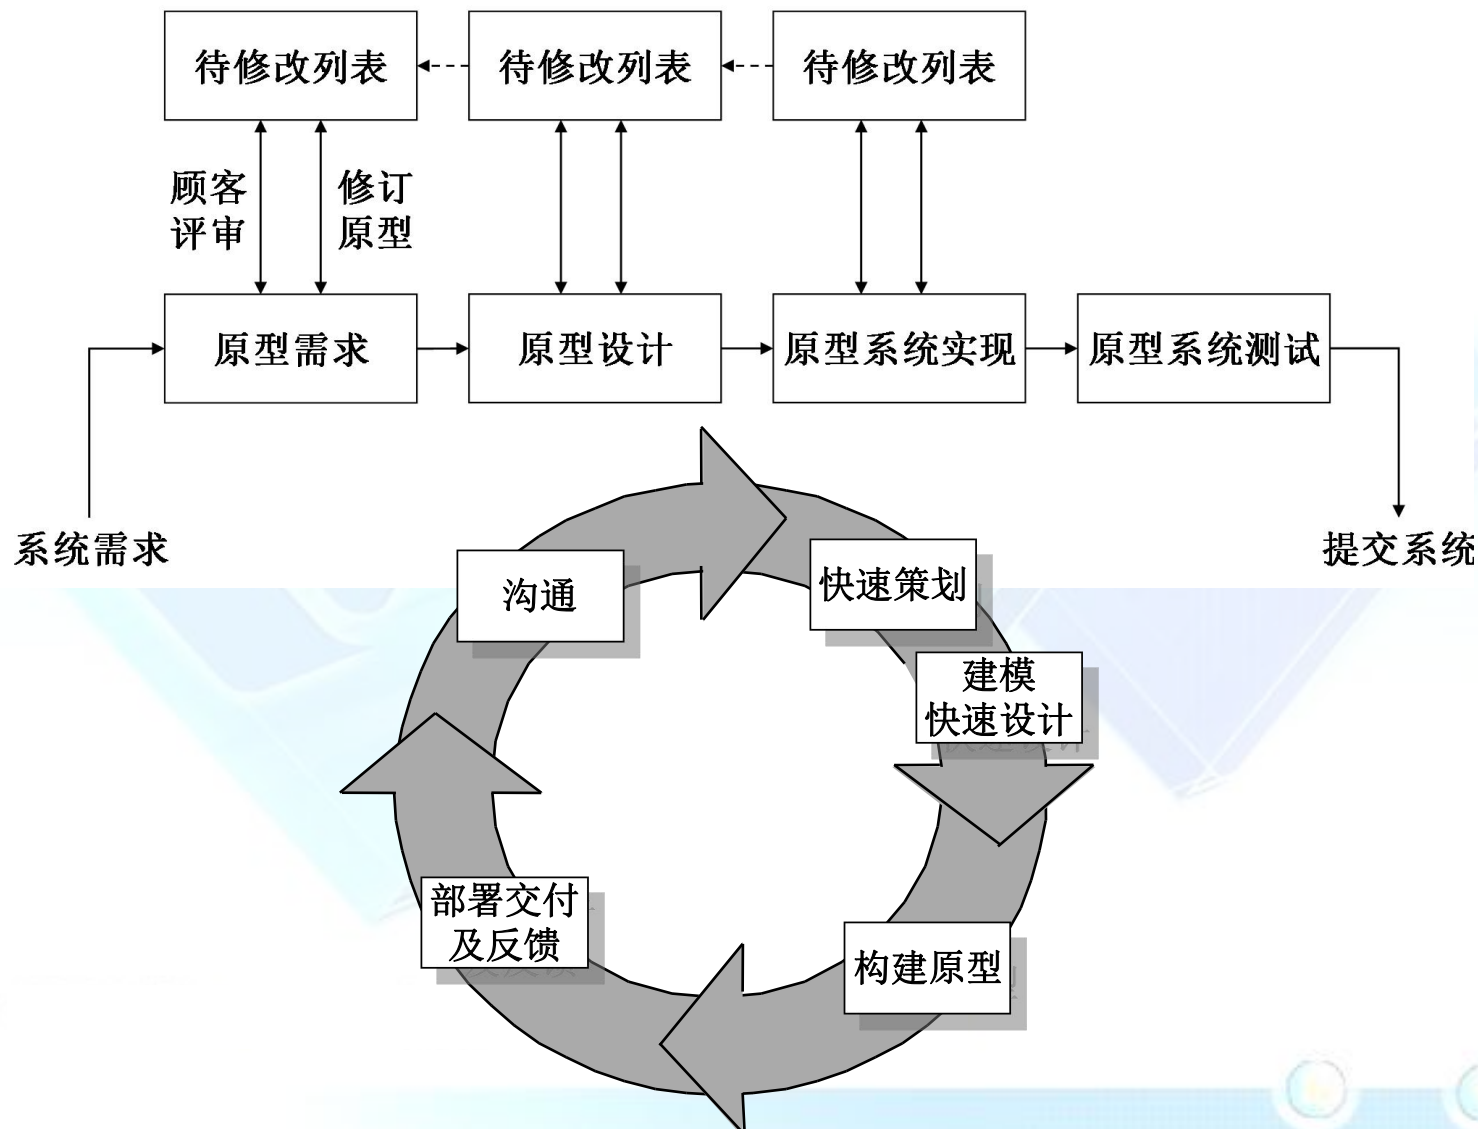 待修改列表
待修改列表
待修改列表
顾客
评审
修订
原型
原型需求
原型设计
原型系统实现
原型系统测试
系统需求
提交系统
沟通
快速策划
建模
快速设计
部署交付
及反馈
构建原型